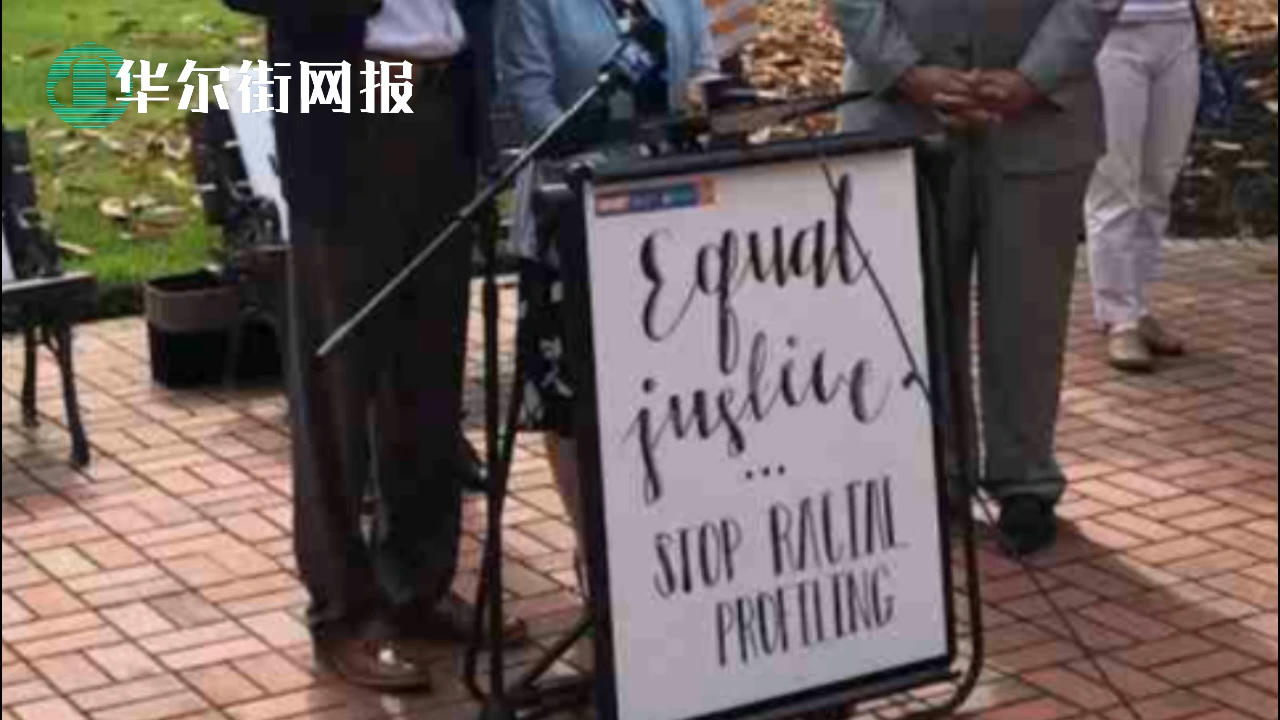 华尔街网报
Equal
justice
...
STOP RACIAL
PROFILING